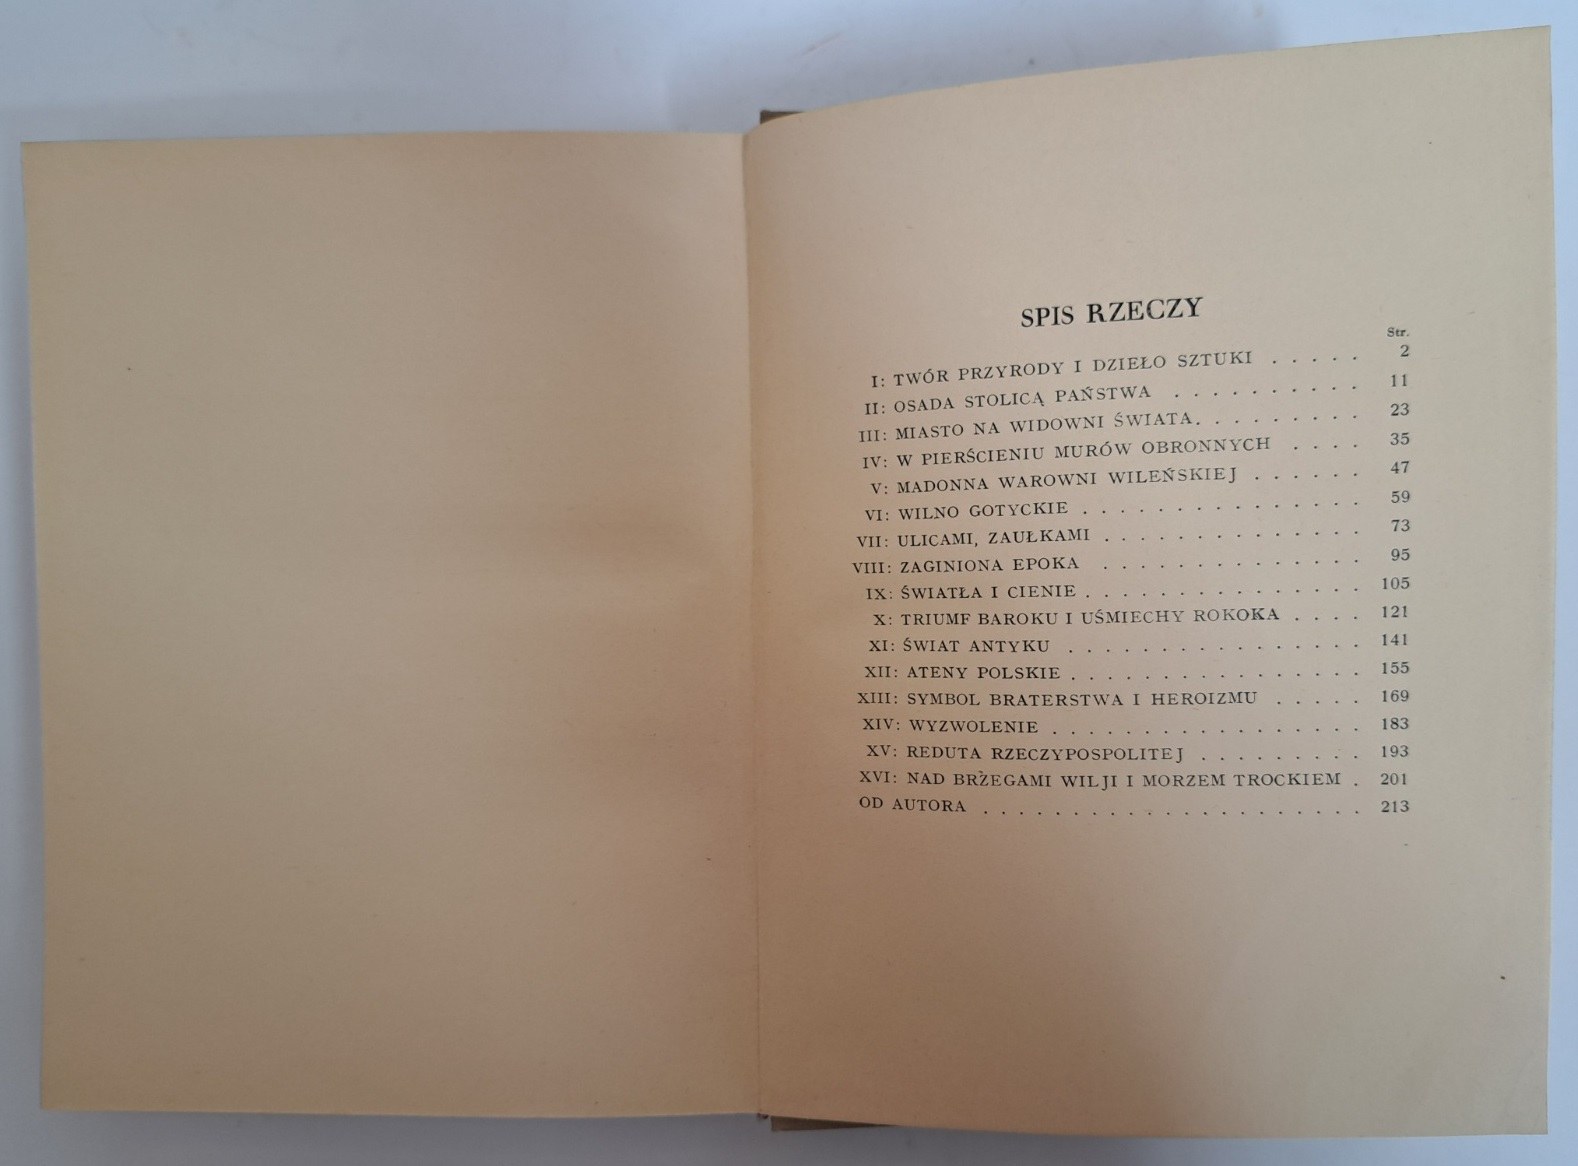 SPIS RZECZY
Str.
I: TWÓR PRZYRODY I DZIEŁO SZTUKI . . . . . 2
II: OSADA STOLICĄ PAŃSTWA . . . . . . . . . . 11
III: MIASTO NA WIDOWNI ŚWIATA. . . . . . . . . 23
IV: W PIERŚCIENIU MURÓW OBRONNYCH . . . . 35
V: MADONNA WAROWNI WILEŃSKIEJ . . . . . . 47
VI: WILNO GOTYCKIE . . . . . . . . . . . . . . . 59
VII: ULICAMI, ZAUŁKAMI . . . . . . . . . . . . . . 73
VIII: ZAGINIONA EPOKA . . . . . . . . . . . . . . 95
IX: ŚWIATŁA I CIENIE . . . . . . . . . . . . . . . 105
X: TRIUMF BAROKU I UŚMIECHY ROKOKA . . . . 121
XI: ŚWIAT ANTYKU . . . . . . . . . . . . . . . . 141
XII: ATENY POLSKIE . . . . . . . . . . . . . . . . 155
XIII: SYMBOL BRATERSTWA I HEROIZMU . . . . . 169
XIV: WYZWOLENIE . . . . . . . . . . . . . . . . . 183
XV: REDUTA RZECZYPOSPOLITEJ . . . . . . . . . 193
XVI: NAD BRZEGAMI WILJI I MORZEM TROCKIEM . 201
OD AUTORA . . . . . . . . . . . . . . . . . . . . . 213